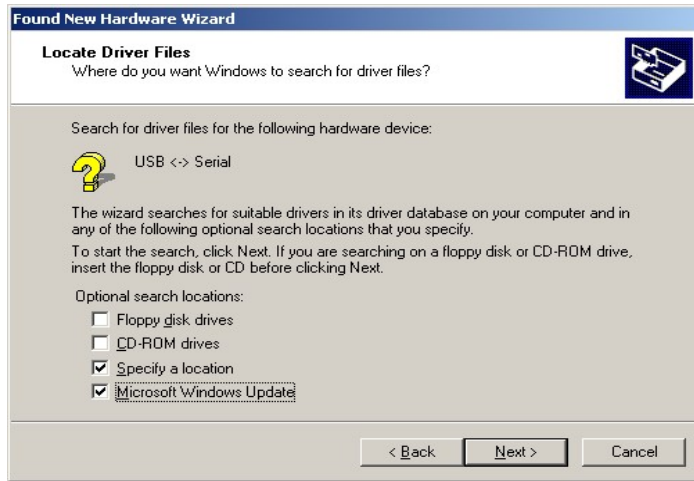 Found New Hardware Wizard
Locate Driver Files
Where do you want Windows to search for driver files?
Search for driver files for the following hardware device:
USB <-> Serial
The wizard searches for suitable drivers in its driver database on your computer and in
any of the following optional search locations that you specify.
To start the search, click Next. If you are searching on a floppy disk or CD-ROM drive,
insert the floppy disk or CD before clicking Next.
Optional search locations:
Floppy disk drives
CD-ROM drives
Specify a location
Microsoft Windows Update
< Back Next > Cancel